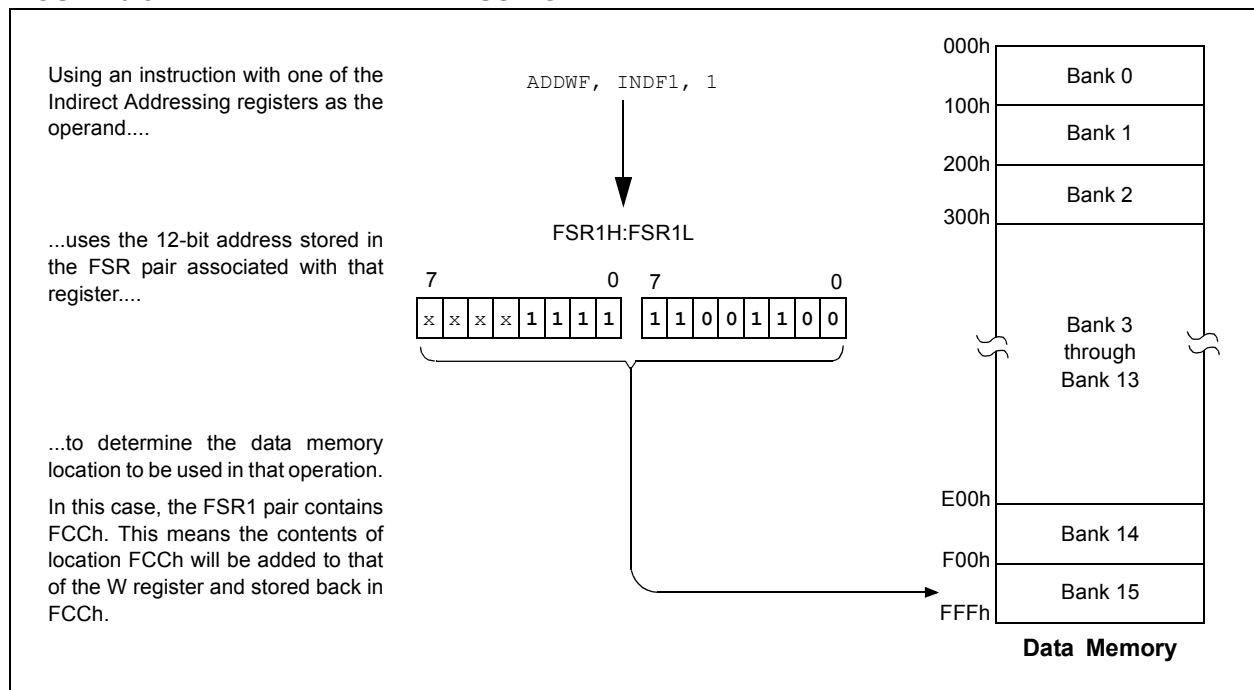 Using an instruction with one of the
Indirect Addressing registers as the
operand....
ADDWF, INDF1, 1
...uses the 12-bit address stored in
the FSR pair associated with that
register....
FSR1H:FSR1L
7 0 7 0
x x x x 1 1 1 1 1 1 0 0 1 1 0 0
...to determine the data memory
location to be used in that operation.
In this case, the FSR1 pair contains
FCCh. This means the contents of
location FCCh will be added to that
of the W register and stored back in
FCCh.
000h
Bank 0
100h
Bank 1
200h
Bank 2
300h
Bank 3
through
Bank 13
E00h
Bank 14
F00h
Bank 15
FFFh
Data Memory